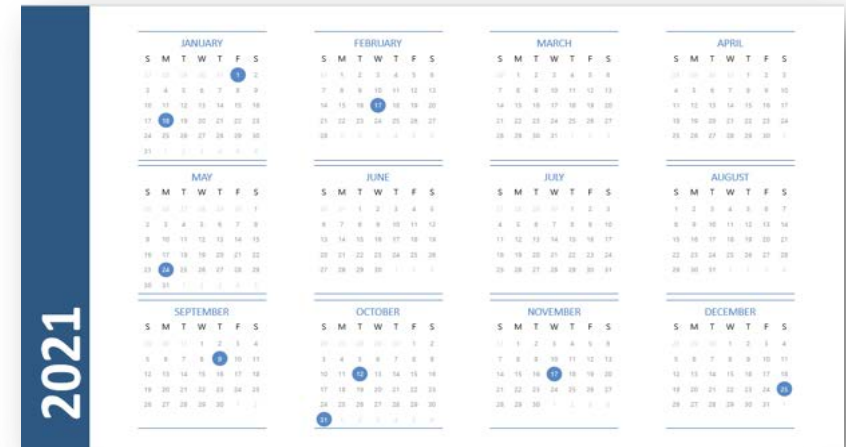 2021
JANUARY
S M T W T F S
1 2
3 4 5 6 7 8 9
10 11 12 13 14 15 16
17 18 19 20 21 22 23
24 25 26 27 28 29 30
31
FEBRUARY
S M T W T F S
1 2 3 4 5 6
7 8 9 10 11 12 13
14 15 16 17 18 19 20
21 22 23 24 25 26 27
28
MARCH
S M T W T F S
1 2 3 4 5 6
7 8 9 10 11 12 13
14 15 16 17 18 19 20
21 22 23 24 25 26 27
28 29 30 31
APRIL
S M T W T F S
1 2 3
4 5 6 7 8 9 10
11 12 13 14 15 16 17
18 19 20 21 22 23 24
25 26 27 28 29 30
MAY
S M T W T F S
1
2 3 4 5 6 7 8
9 10 11 12 13 14 15
16 17 18 19 20 21 22
23 24 25 26 27 28 29
30 31
JUNE
S M T W T F S
1 2 3 4 5
6 7 8 9 10 11 12
13 14 15 16 17 18 19
20 21 22 23 24 25 26
27 28 29 30
JULY
S M T W T F S
1 2 3
4 5 6 7 8 9 10
11 12 13 14 15 16 17
18 19 20 21 22 23 24
25 26 27 28 29 30 31
AUGUST
S M T W T F S
1 2 3 4 5 6 7
8 9 10 11 12 13 14
15 16 17 18 19 20 21
22 23 24 25 26 27 28
29 30 31
SEPTEMBER
S M T W T F S
1 2 3 4
5 6 7 8 9 10 11
12 13 14 15 16 17 18
19 20 21 22 23 24 25
26 27 28 29 30
OCTOBER
S M T W T F S
1 2
3 4 5 6 7 8 9
10 11 12 13 14 15 16
17 18 19 20 21 22 23
24 25 26 27 28 29 30
31
NOVEMBER
S M T W T F S
1 2 3 4 5 6
7 8 9 10 11 12 13
14 15 16 17 18 19 20
21 22 23 24 25 26 27
28 29 30
DECEMBER
S M T W T F S
1 2 3 4
5 6 7 8 9 10 11
12 13 14 15 16 17 18
19 20 21 22 23 24 25
26 27 28 29 30 31